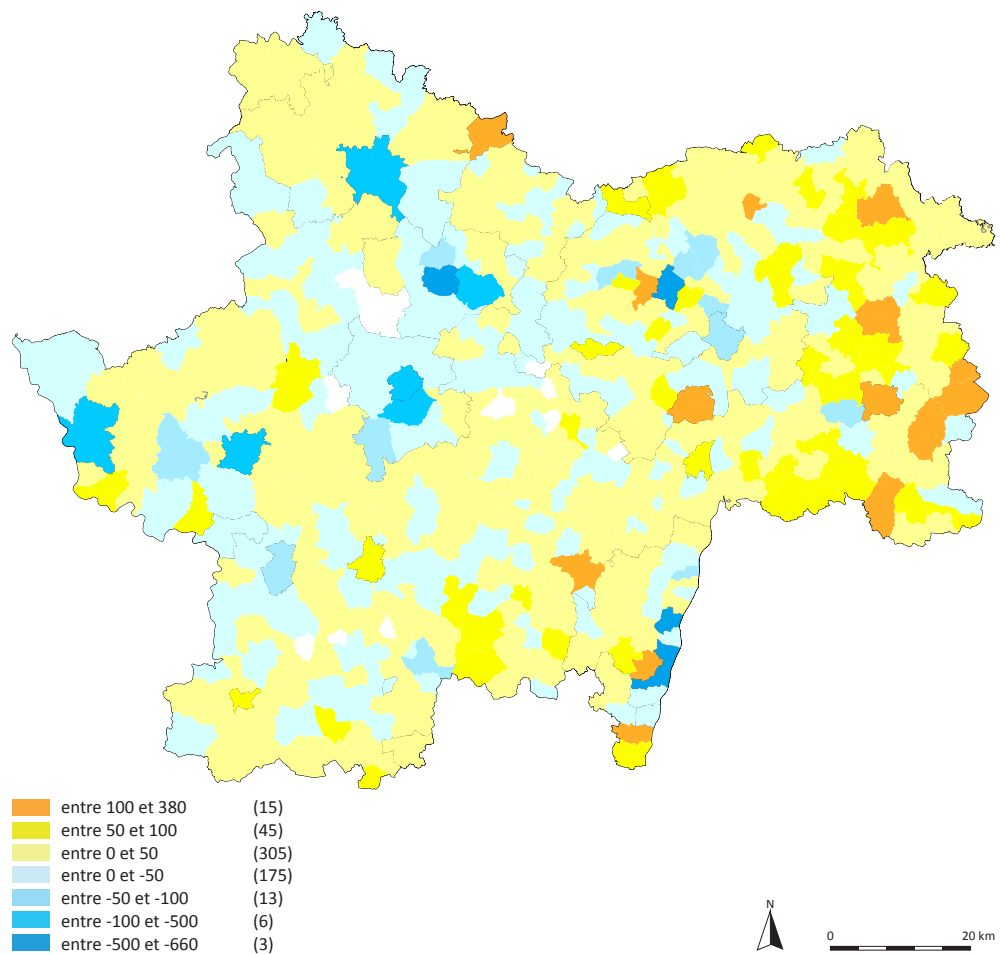 entre 100 et 380 (15)
entre 50 et 100 (45)
entre 0 et 50 (305)
entre 0 et -50 (175)
entre -50 et -100 (13)
entre -100 et -500 (6)
entre -500 et -660 (3)
N
0 20 km